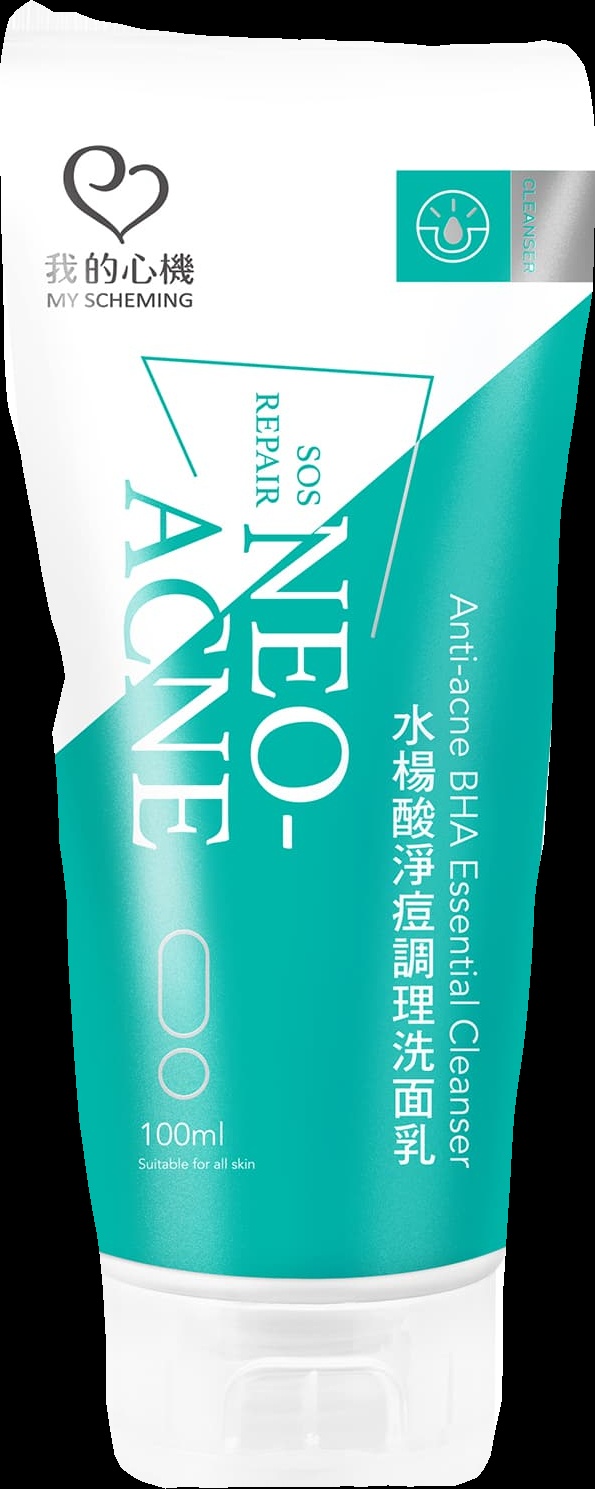 我的心機
MY SCHEMING
CLEANSER
SOS
REPAIR
NEO-
ACNE
Anti-acne BHA Essential Cleanser
水楊酸淨痘調理洗面乳
100ml
Suitable for all skin